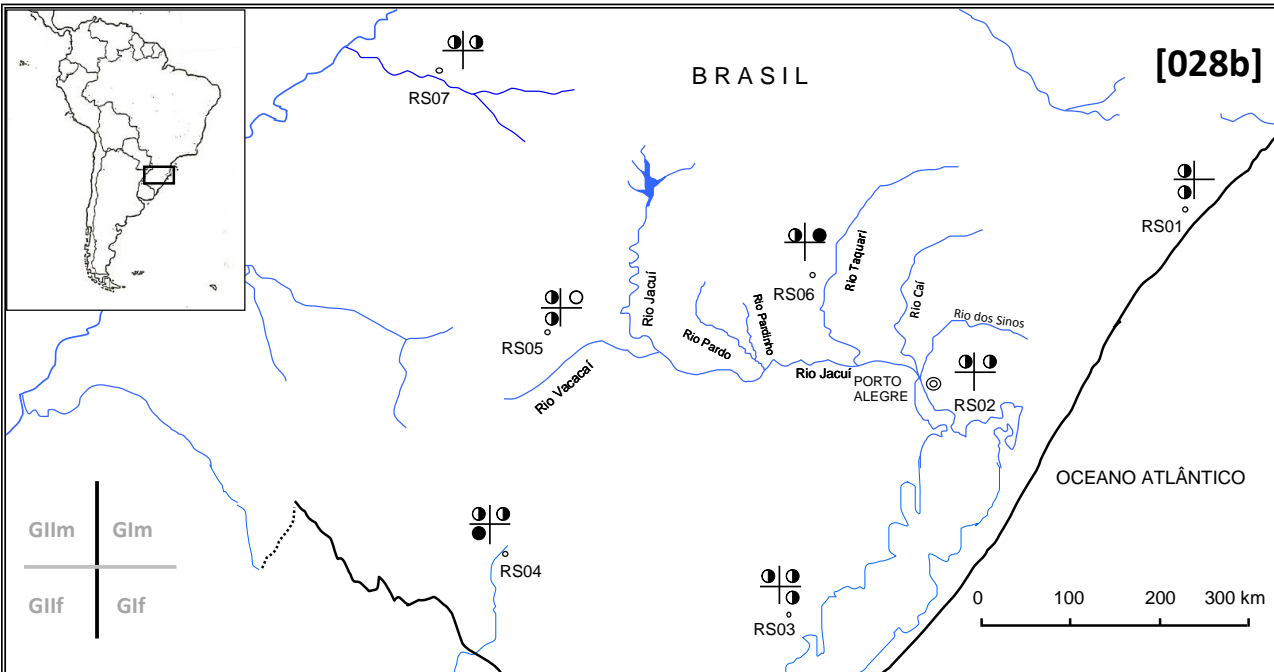 [028b]
BRASIL
RS07
RS01
Rio Taquari
RS06
Rio Jacuí
Rio Caí
Rio dos Sinos
RS05
Rio Pardo
Rio Pardinho
Rio Vacacaí
Rio Jacuí
PORTO
ALEGRE
RS02
OCEANO ATLÂNTICO
GIIm
GIm
GIIf
GIf
RS04
RS03
0 100 200 300 km